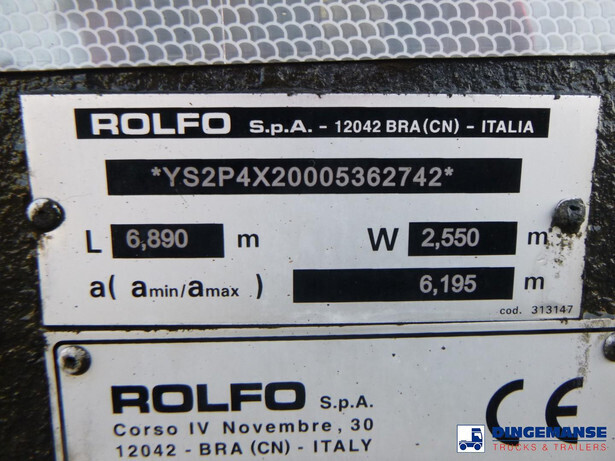 ROLFO S.p.A. - 12042 BRA (CN) - ITALIA
*YS2P4X20005362742*
L 6,890 m W 2,550 m
a( amin/amax ) 6,195 m
cod. 313147
ROLFO S.p.A.
Corso IV Novembre, 30
12042 - BRA (CN) - ITALY
CE
DINGEMANSE
TRUCKS & TRAILERS